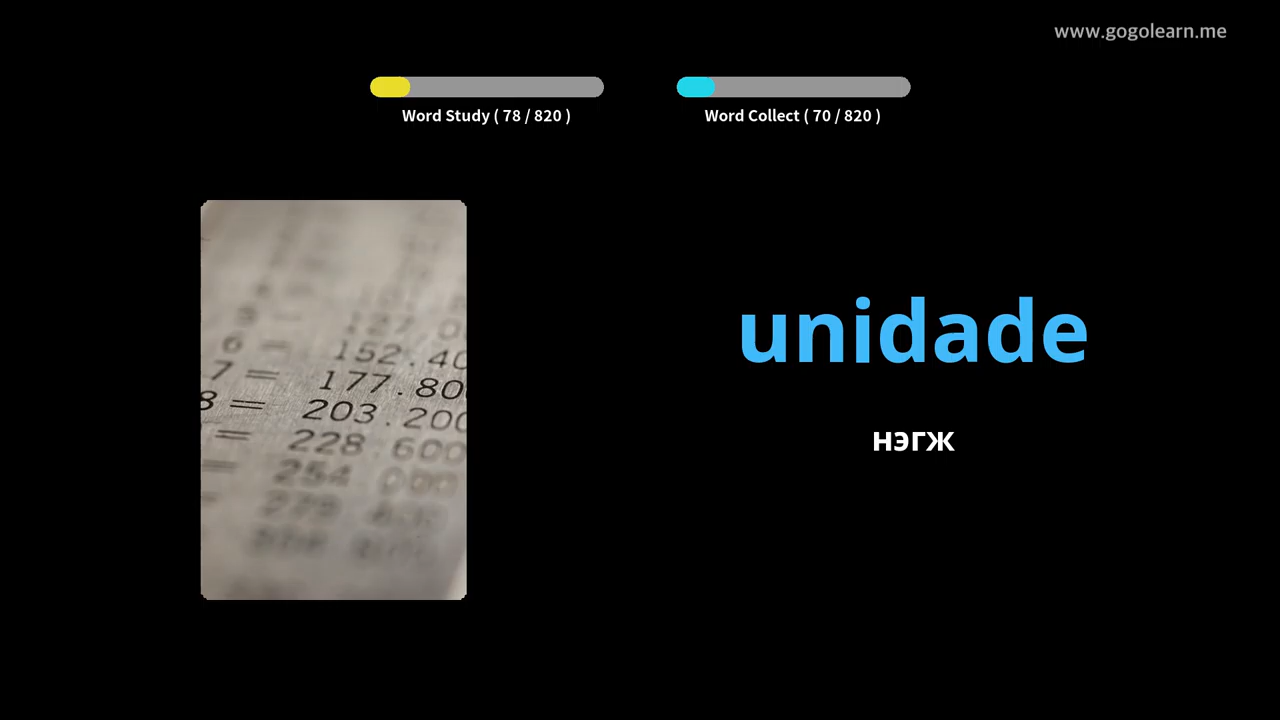 www.gogolearn.me
Word Study ( 78 / 820 )
Word Collect ( 70 / 820 )
6 = 152.40
7 = 177.80
8 = 203.200
= 228.600
unidade
нэгж